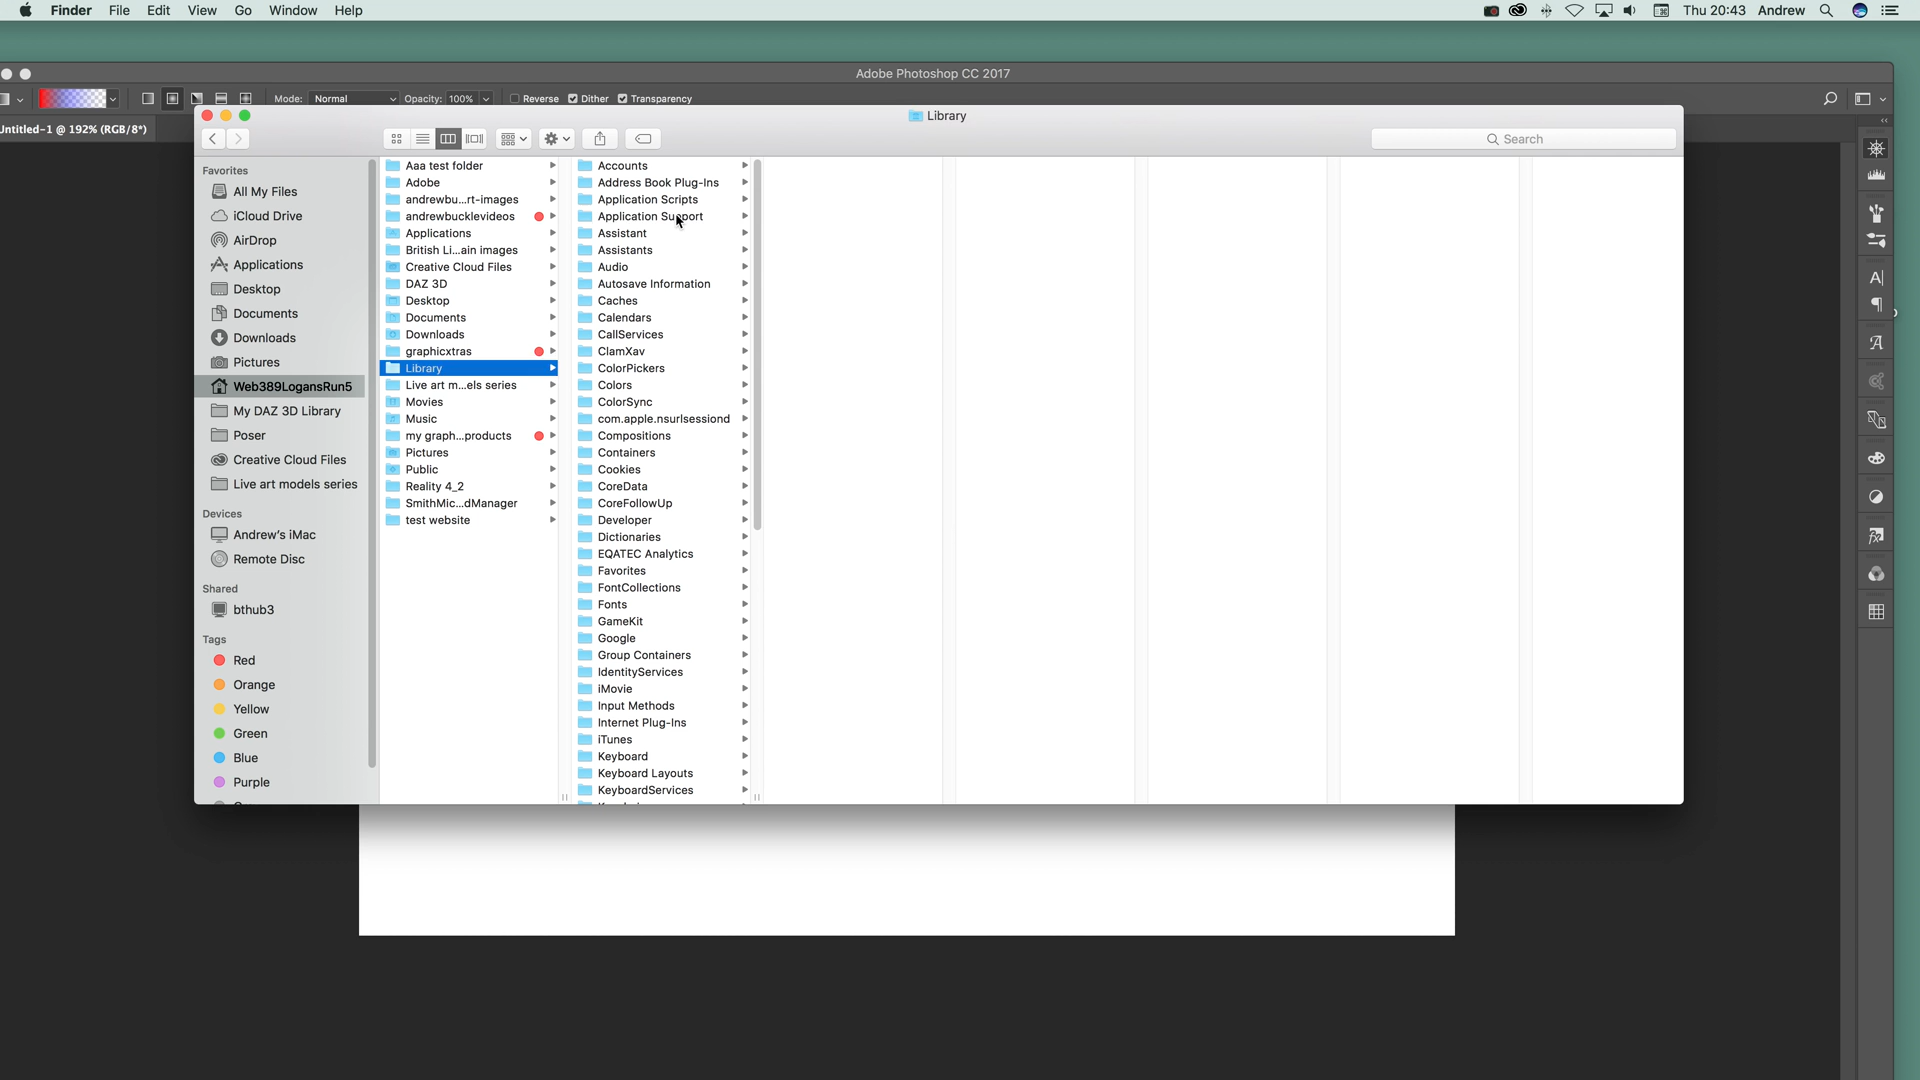 Finder File Edit View Go Window Help
Thu 20:43 Andrew
Adobe Photoshop CC 2017
Mode: Normal Opacity: 100% Reverse Dither Transparency
Untitled-1 @ 192% (RGB/8*)
Library
Search
Favorites
All My Files
iCloud Drive
AirDrop
Applications
Desktop
Documents
Downloads
Pictures
Web389LogansRun5
My DAZ 3D Library
Poser
Creative Cloud Files
Live art models series
Devices
Andrew's iMac
Remote Disc
Shared
bthub3
Tags
Red
Orange
Yellow
Green
Blue
Purple
Aaa test folder
Adobe
andrewbu...rt-images
andrewbucklevideos
Applications
British Li...ain images
Creative Cloud Files
DAZ 3D
Desktop
Documents
Downloads
graphicxtras
Library
Live art m...els series
Movies
Music
my graph...products
Pictures
Public
Reality 4_2
SmithMic...dManager
test website
Accounts
Address Book Plug-Ins
Application Scripts
Application Support
Assistant
Assistants
Audio
Autosave Information
Caches
Calendars
CallServices
ClamXav
ColorPickers
Colors
ColorSync
com.apple.nsurlsessiond
Compositions
Containers
Cookies
CoreData
CoreFollowUp
Developer
Dictionaries
EQATEC Analytics
Favorites
FontCollections
Fonts
GameKit
Google
Group Containers
IdentityServices
iMovie
Input Methods
Internet Plug-Ins
iTunes
Keyboard
Keyboard Layouts
KeyboardServices